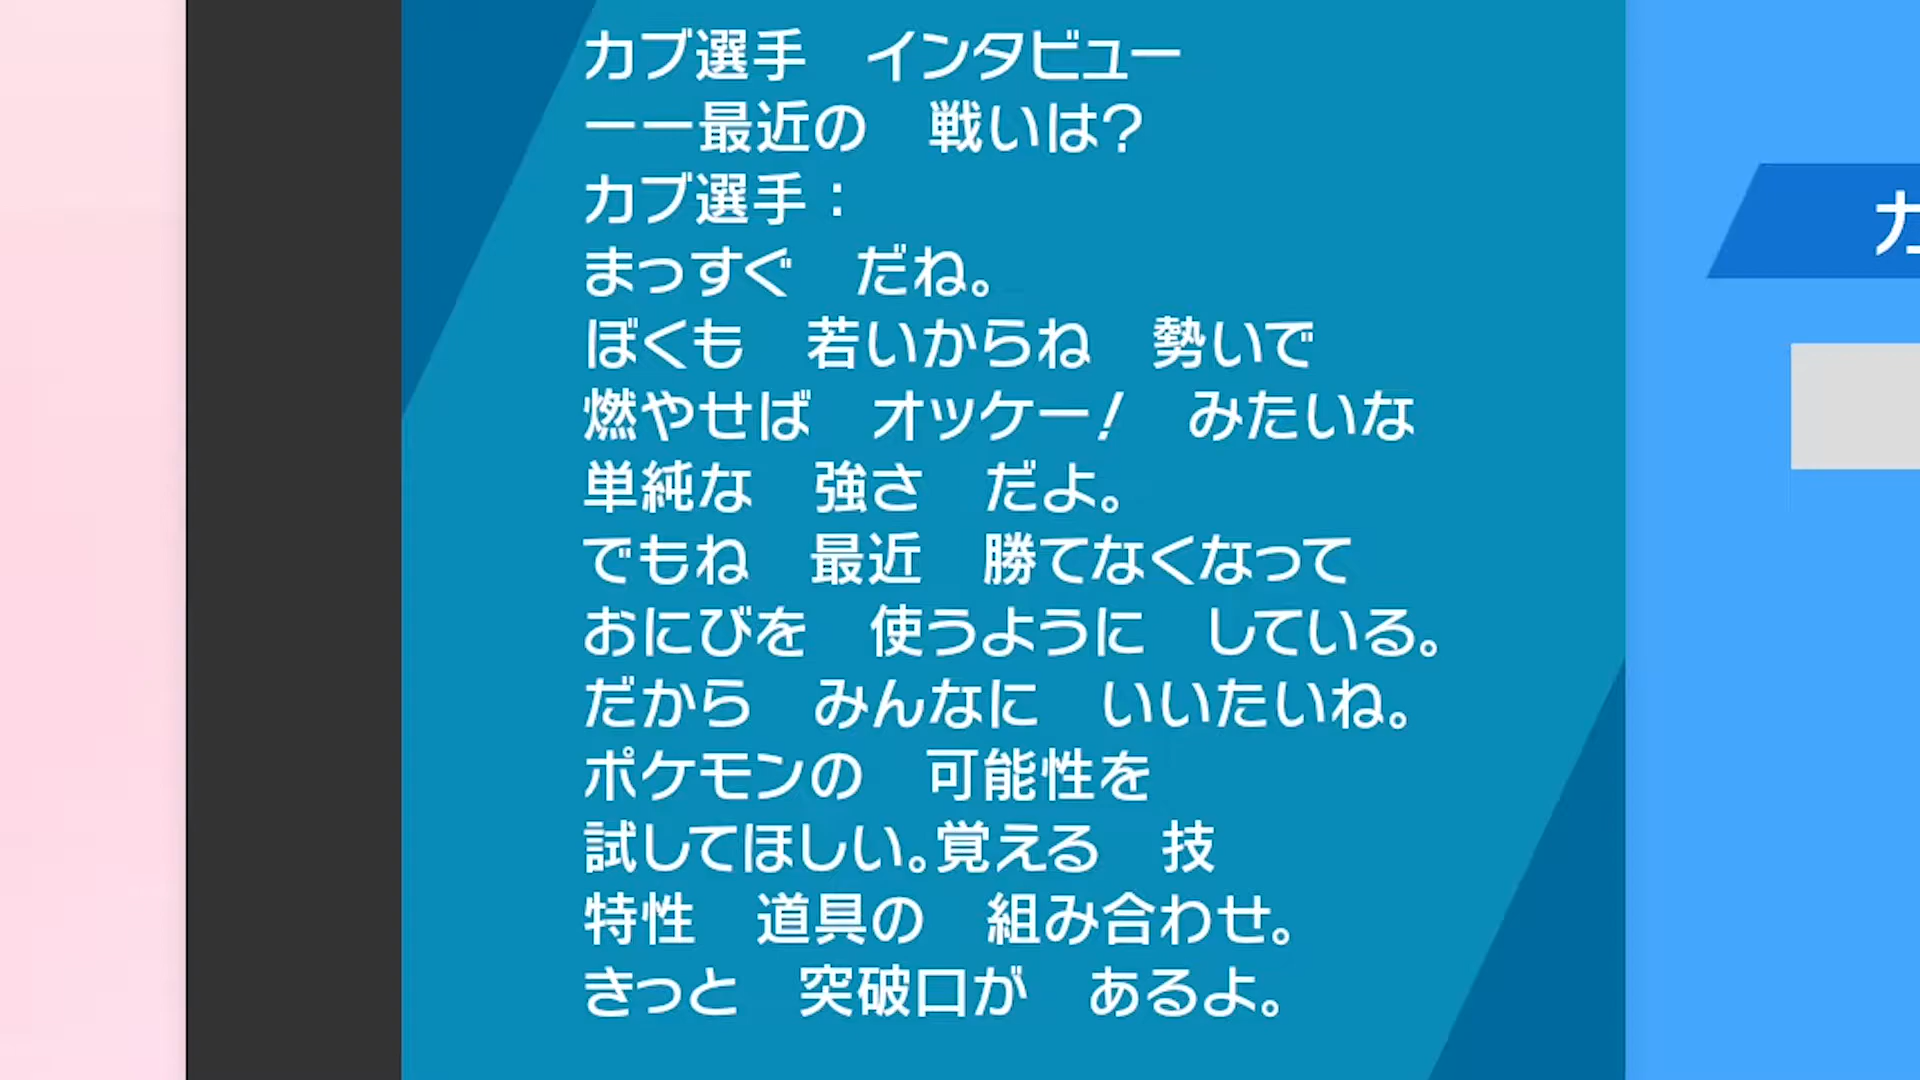 カブ選手　インタビュー
ーー最近の　戦いは？
カブ選手：
まっすぐ　だね。
ぼくも　若いからね　勢いで
燃やせば　オッケー！　みたいな
単純な　強さ　だよ。
でもね　最近　勝てなくなって
おにびを　使うように　している。
だから　みんなに　いいたいね。
ポケモンの　可能性を
試してほしい。覚える　技
特性　道具の　組み合わせ。
きっと　突破口が　あるよ。
カ